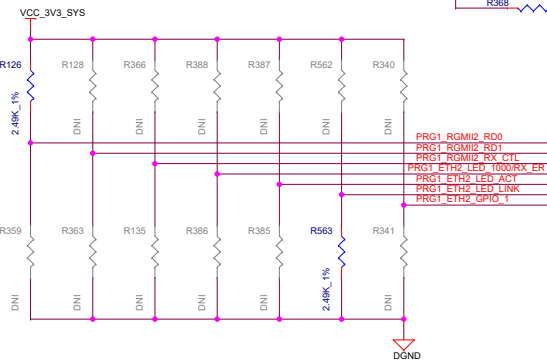 R368
VCC_3V3_SYS
R126
R128
R366
R388
R387
R562
R340
2.49K_1%
DNI
DNI
DNI
DNI
DNI
DNI
PRG1_RGMII2_RD0
PRG1_RGMII2_RD1
PRG1_RGMII2_RX_CTL
PRG1_ETH2_LED_1000/RX_ER
PRG1_ETH2_LED_ACT
PRG1_ETH2_LED_LINK
PRG1_ETH2_GPIO_1
R359
R363
R135
R386
R385
R563
R341
DNI
DNI
DNI
DNI
DNI
2.49K_1%
DNI
DGND